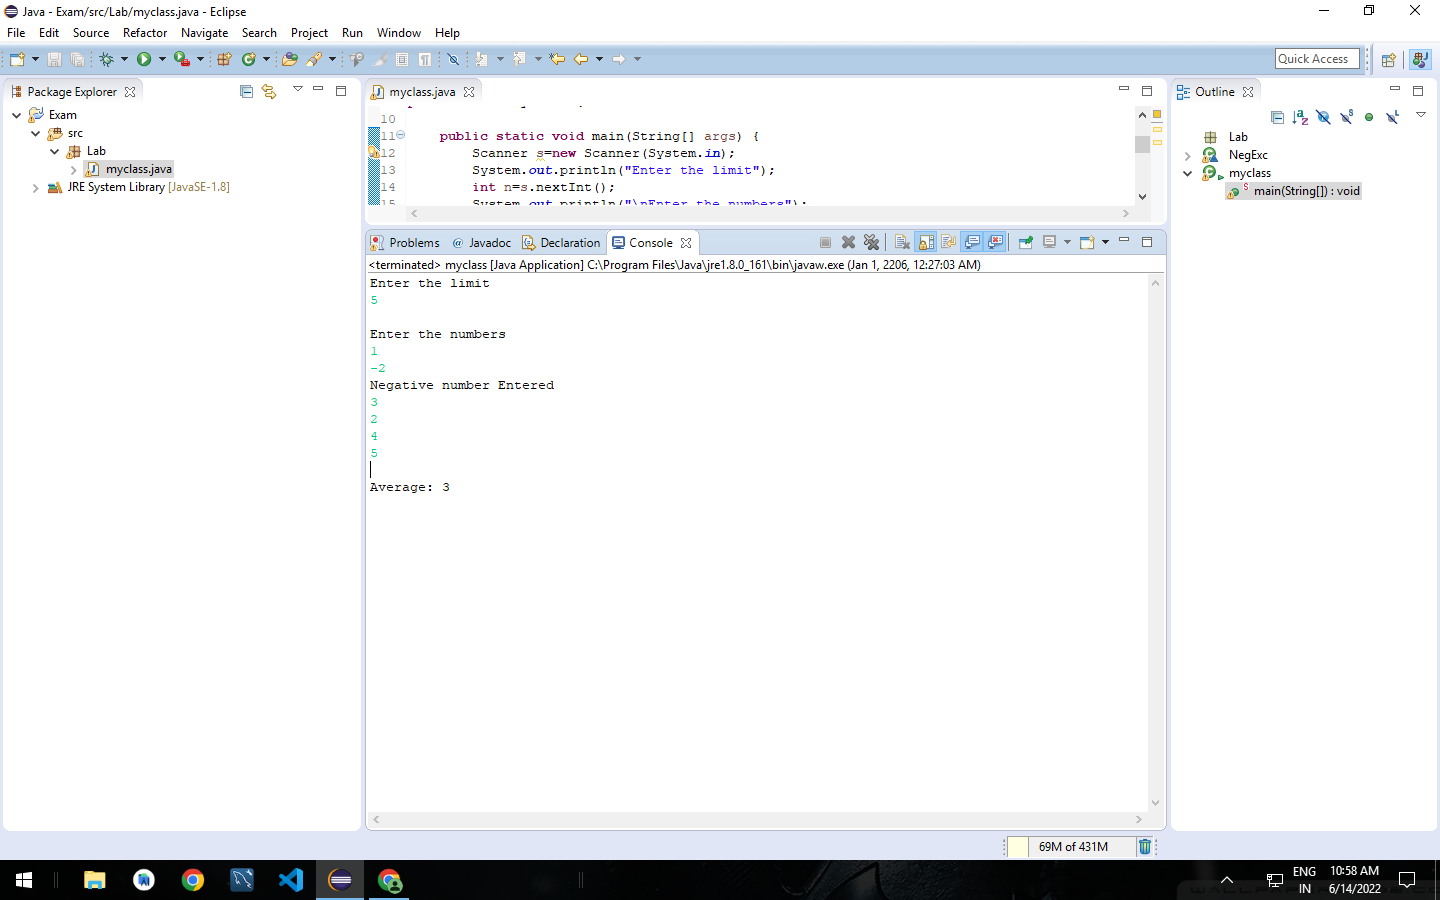 Java - Exam/src/Lab/myclass.java - Eclipse
File Edit Source Refactor Navigate Search Project Run Window Help
Quick Access
Package Explorer
Exam
src
Lab
myclass.java
JRE System Library [JavaSE-1.8]
myclass.java
10
11 public static void main(String[] args) {
12 Scanner s=new Scanner(System.in);
13 System.out.println("Enter the limit");
14 int n=s.nextInt();
15 System.out.println("\nEnter the numbers");
Problems @ Javadoc Declaration Console
<terminated> myclass [Java Application] C:\Program Files\Java\jre1.8.0_161\bin\javaw.exe (Jan 1, 2206, 12:27:03 AM)
Enter the limit
5
Enter the numbers
1
-2
Negative number Entered
3
2
4
5
Average: 3
Outline
Lab
NegExc
myclass
main(String[]) : void
69M of 431M
ENG
IN
10:58 AM
6/14/2022